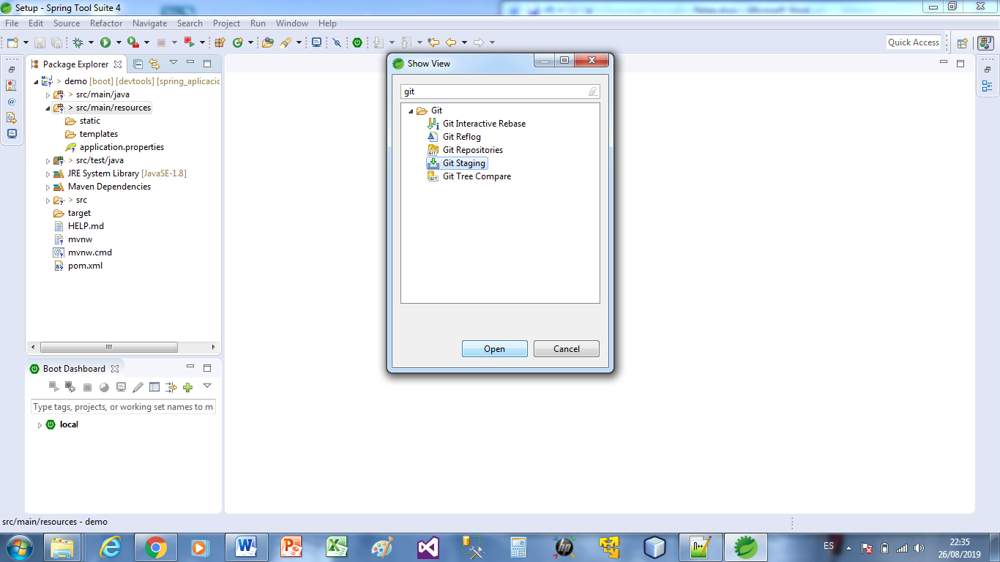 Setup - Spring Tool Suite 4
File Edit Source Refactor Navigate Search Project Run Window Help
Quick Access
Package Explorer
> demo [boot] [devtools] [spring_aplicacic
> src/main/java
> src/main/resources
static
templates
application.properties
> src/test/java
JRE System Library [JavaSE-1.8]
Maven Dependencies
> src
target
HELP.md
mvnw
mvnw.cmd
pom.xml
Boot Dashboard
Type tags, projects, or working set names to m
local
Show View
git
Git
Git Interactive Rebase
Git Reflog
Git Repositories
Git Staging
Git Tree Compare
Open Cancel
src/main/resources - demo
ES
22:35
26/08/2019